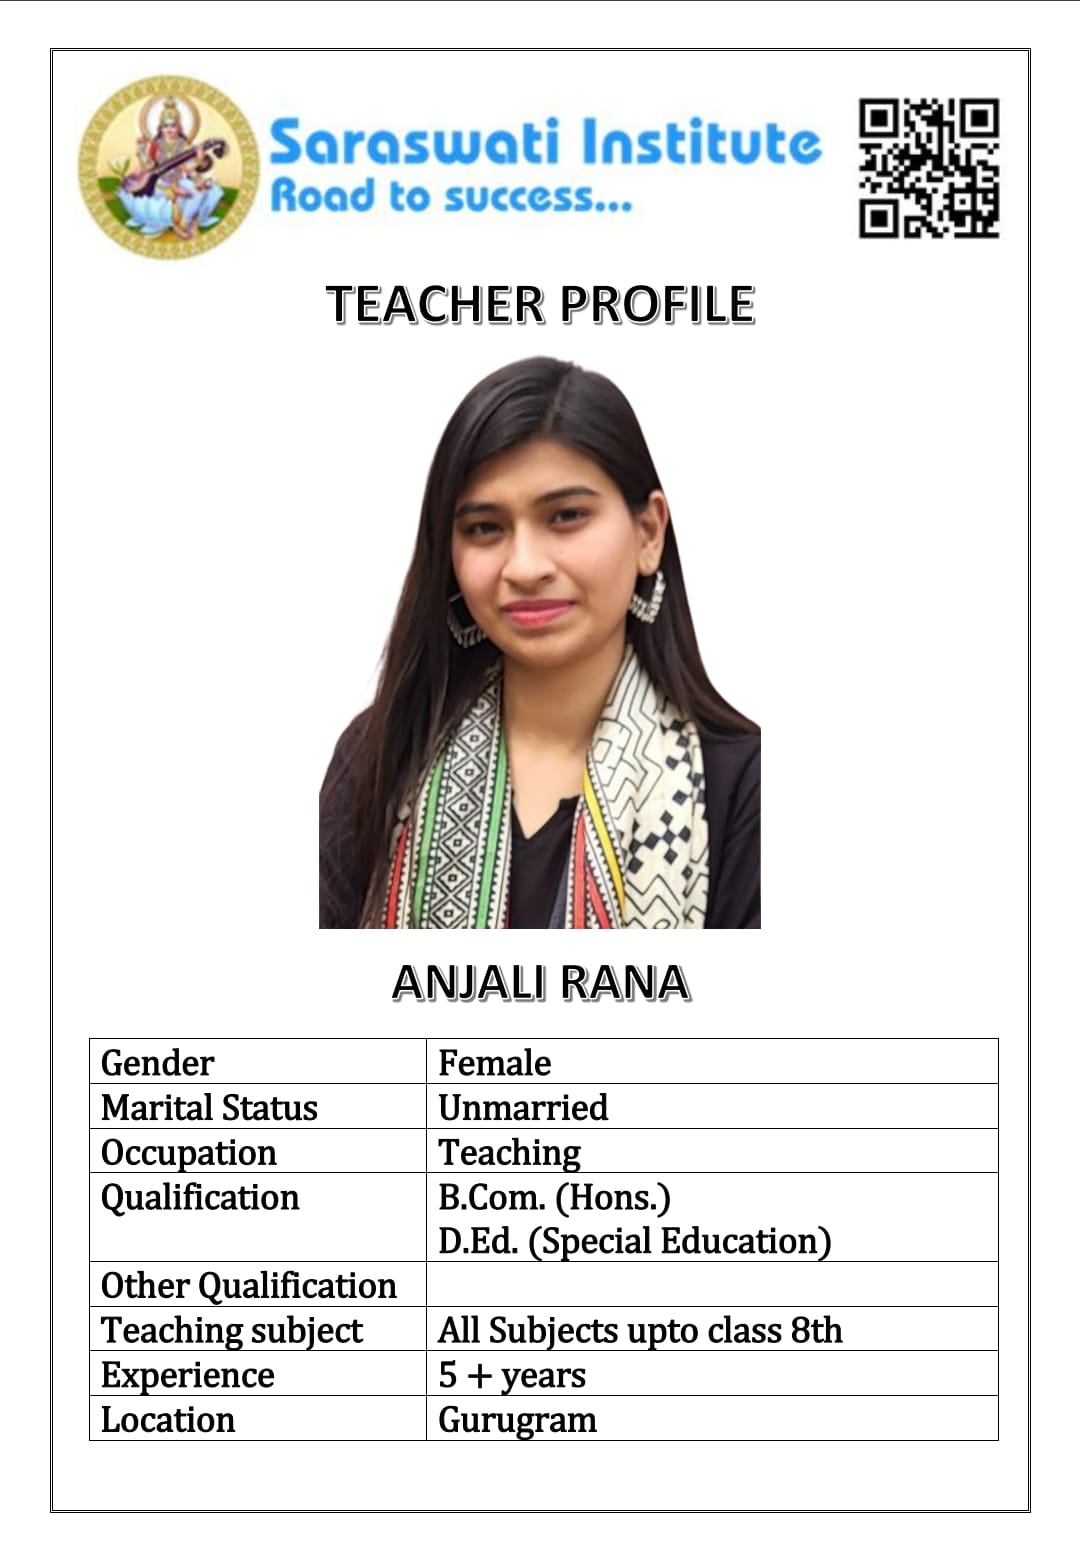 Saraswati Institute
Road to success...
TEACHER PROFILE
ANJALI RANA
Gender Female
Marital Status Unmarried
Occupation Teaching
Qualification B.Com. (Hons.)
D.Ed. (Special Education)
Other Qualification
Teaching subject All Subjects upto class 8th
Experience 5 + years
Location Gurugram